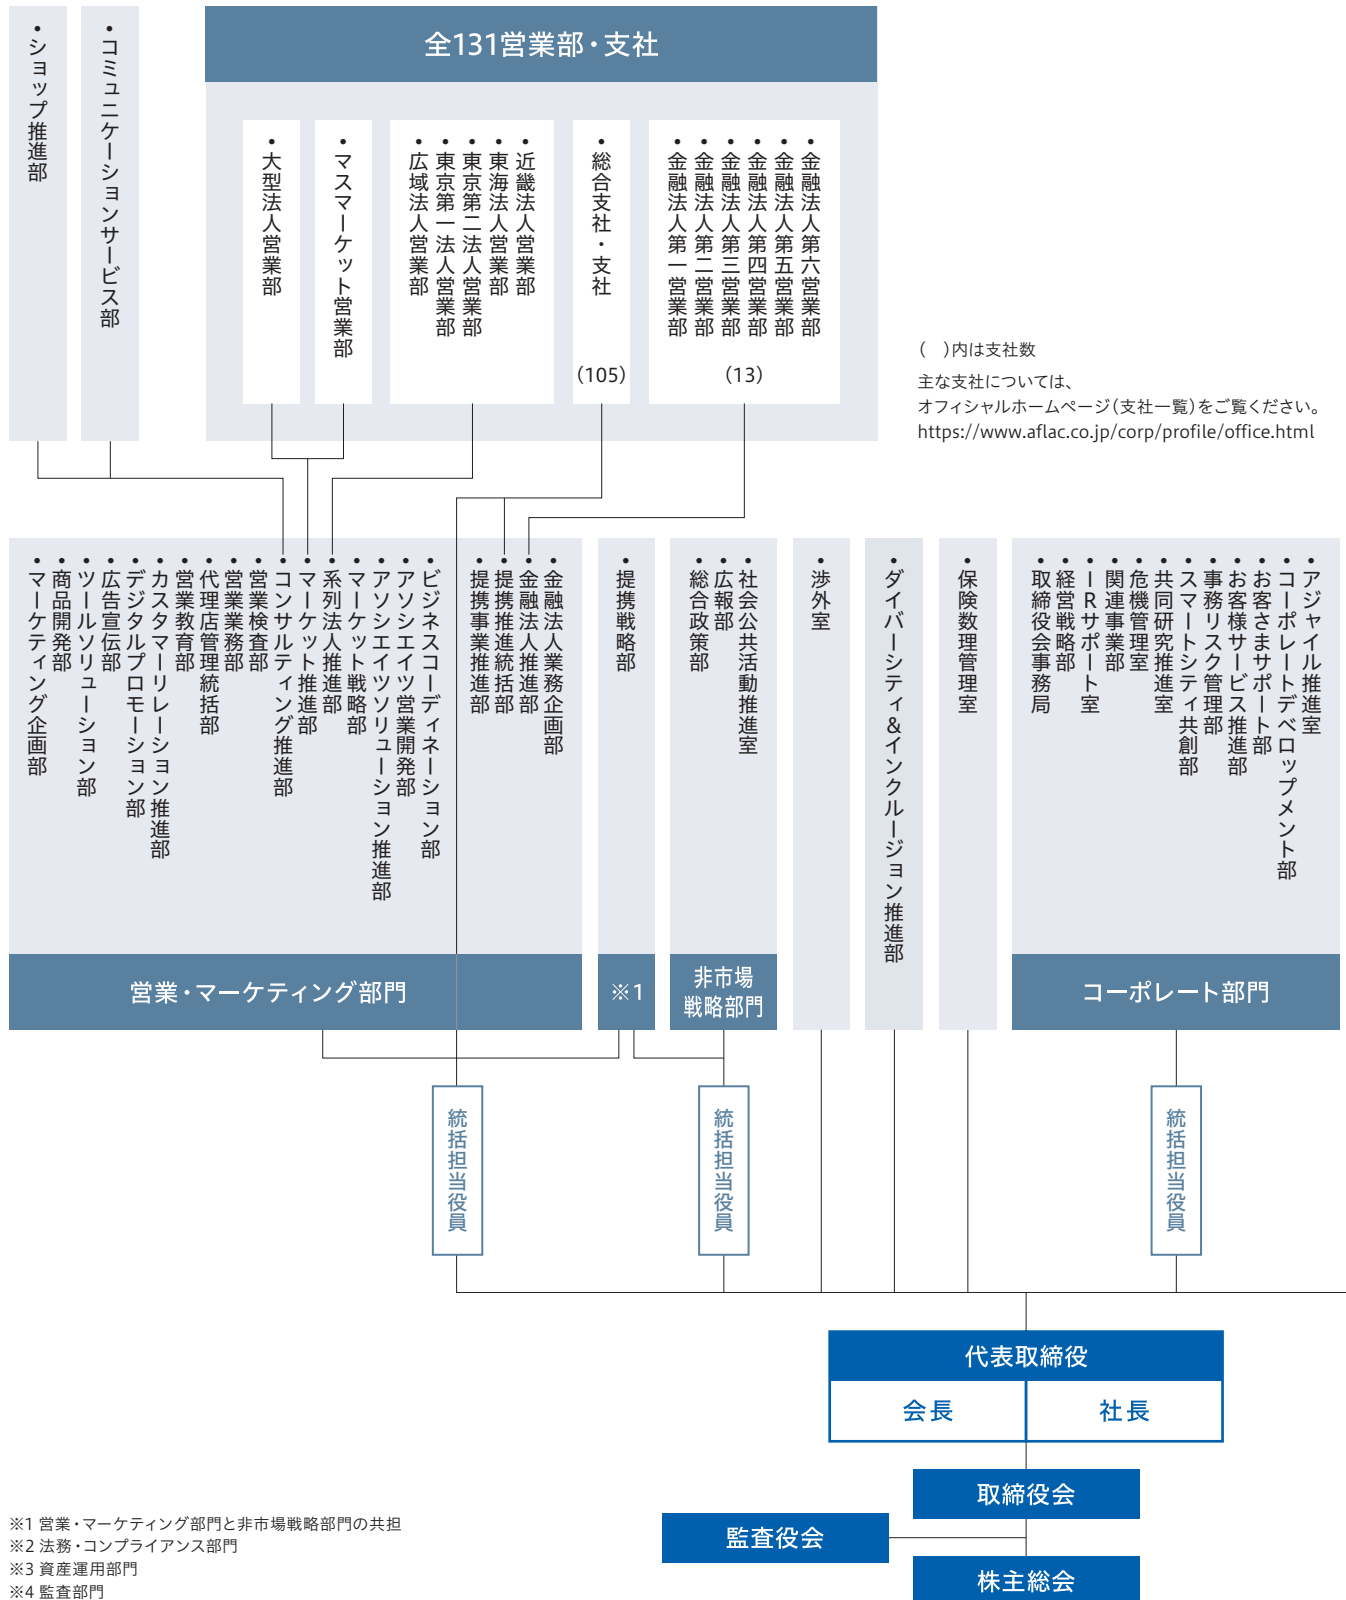 ・ショップ推進部
・コミュニケーションサービス部
全131営業部・支社
・大型法人営業部
・マスマーケット営業部
・広域法人営業部
・東京第一法人営業部
・東京第二法人営業部
・東海法人営業部
・近畿法人営業部
・総合支社・支社
(105)
・金融法人第一営業部
・金融法人第二営業部
・金融法人第三営業部
・金融法人第四営業部
・金融法人第五営業部
・金融法人第六営業部
(13)
(　)内は支社数
主な支社については、
オフィシャルホームページ(支社一覧)をご覧ください。
https://www.aflac.co.jp/corp/profile/office.html
・マーケティング企画部
・商品開発部
・ツールソリューション部
・広告宣伝部
・デジタルプロモーション部
・カスタマーリレーション推進部
・営業教育部
・代理店管理統括部
・営業業務部
・営業検査部
・コンサルティング推進部
・マーケット推進部
・系列法人推進部
・マーケット戦略部
・アソシエイツソリューション推進部
・アソシエイツ営業開発部
・ビジネスコーディネーション部
・提携事業推進部
・提携推進統括部
・金融法人推進部
・金融法人業務企画部
営業・マーケティング部門
・提携戦略部
※1
・総合政策部
・広報部
・社会公共活動推進室
非市場
戦略部門
・渉外室
・ダイバーシティ&インクルージョン推進部
・保険数理管理室
・取締役会事務局
・経営戦略部
・IRサポート室
・関連事業部
・危機管理室
・共同研究推進室
・スマートシティ共創部
・事務リスク管理部
・お客様サービス推進部
・お客さまサポート部
・コーポレートデベロップメント部
・アジャイル推進室
コーポレート部門
統括担当役員
統括担当役員
統括担当役員
代表取締役
会長
社長
取締役会
監査役会
株主総会
※1 営業・マーケティング部門と非市場戦略部門の共担
※2 法務・コンプライアンス部門
※3 資産運用部門
※4 監査部門